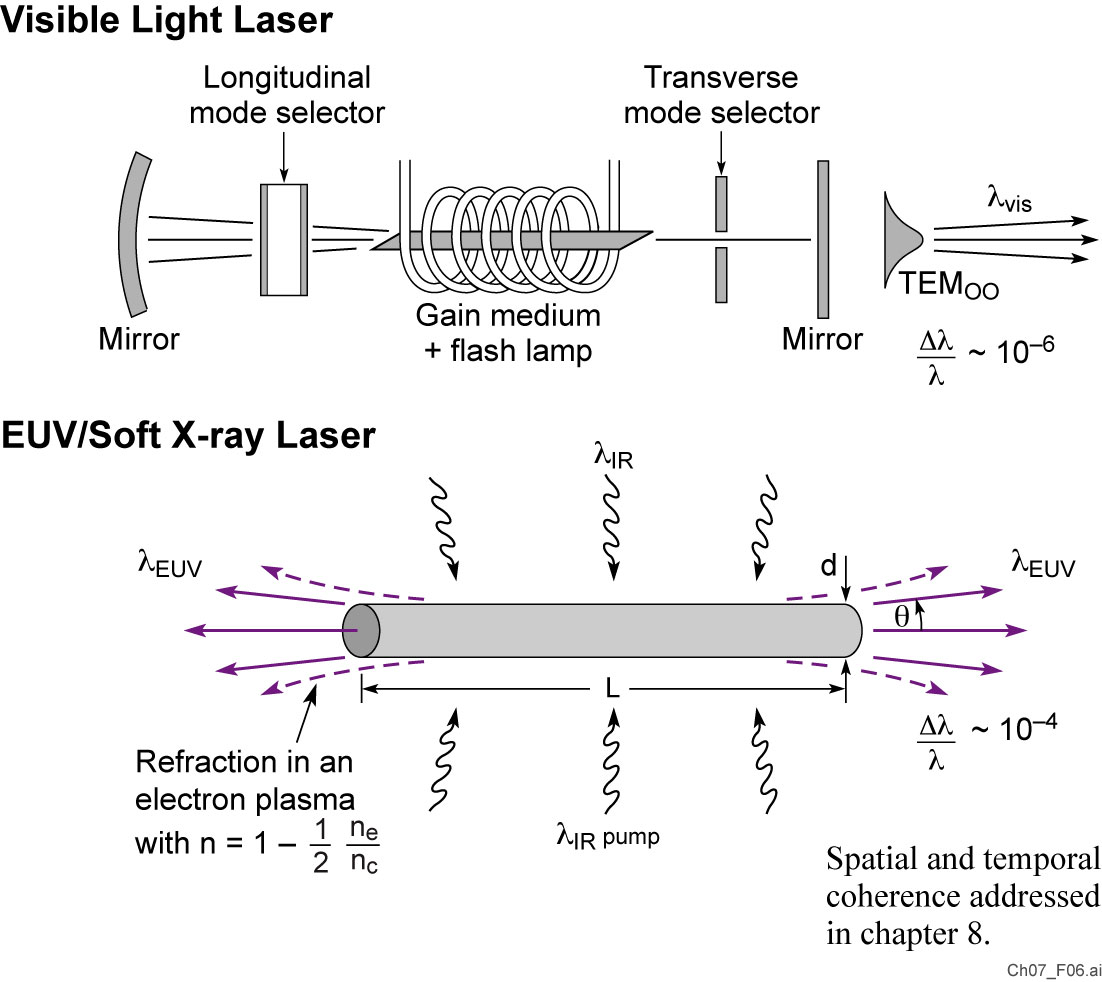 Visible Light Laser
Longitudinal
mode selector
Transverse
mode selector
λvis
TEMOO
Mirror
Gain medium
+ flash lamp
Mirror
Δλ/λ ~ 10–6
EUV/Soft X-ray Laser
λIR
λEUV
d
λEUV
θ
L
Refraction in an
electron plasma
with n = 1 – 1/2 ne/nc
λIR pump
Δλ/λ ~ 10–4
Spatial and temporal
coherence addressed
in chapter 8.
Ch07_F06.ai